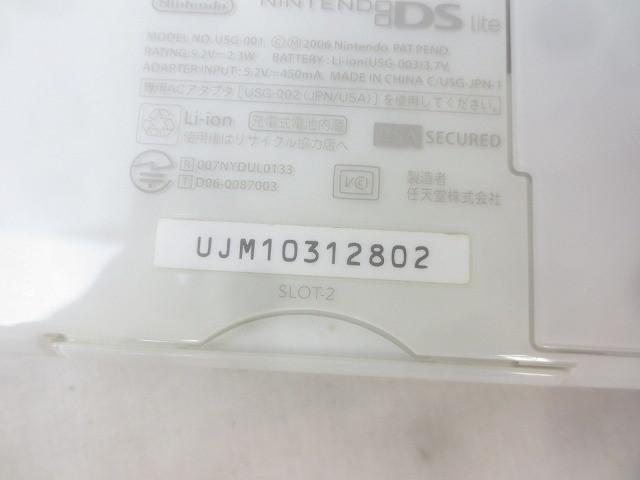 Nintendo
NINTENDO DS lite
MODEL NO. USG-001 ©Ⓜ2006 Nintendo PAT.PEND.
RATING:5.2V⎓2.3W BATTERY:Li-ion(USG-003)3.7V,
ADAPTER INPUT:5.2V⎓450mA. MADE IN CHINA C/USG-JPN-1
専用ACアダプタ [USG-002(JPN/USA)] を使用してください。
Li-ion 充電式電池内蔵
使用後はリサイクル協力店へ
RSA SECURED
R 007NYDUL0133
T D06-0087003
製造者
任天堂株式会社
UJM10312802
SLOT-2